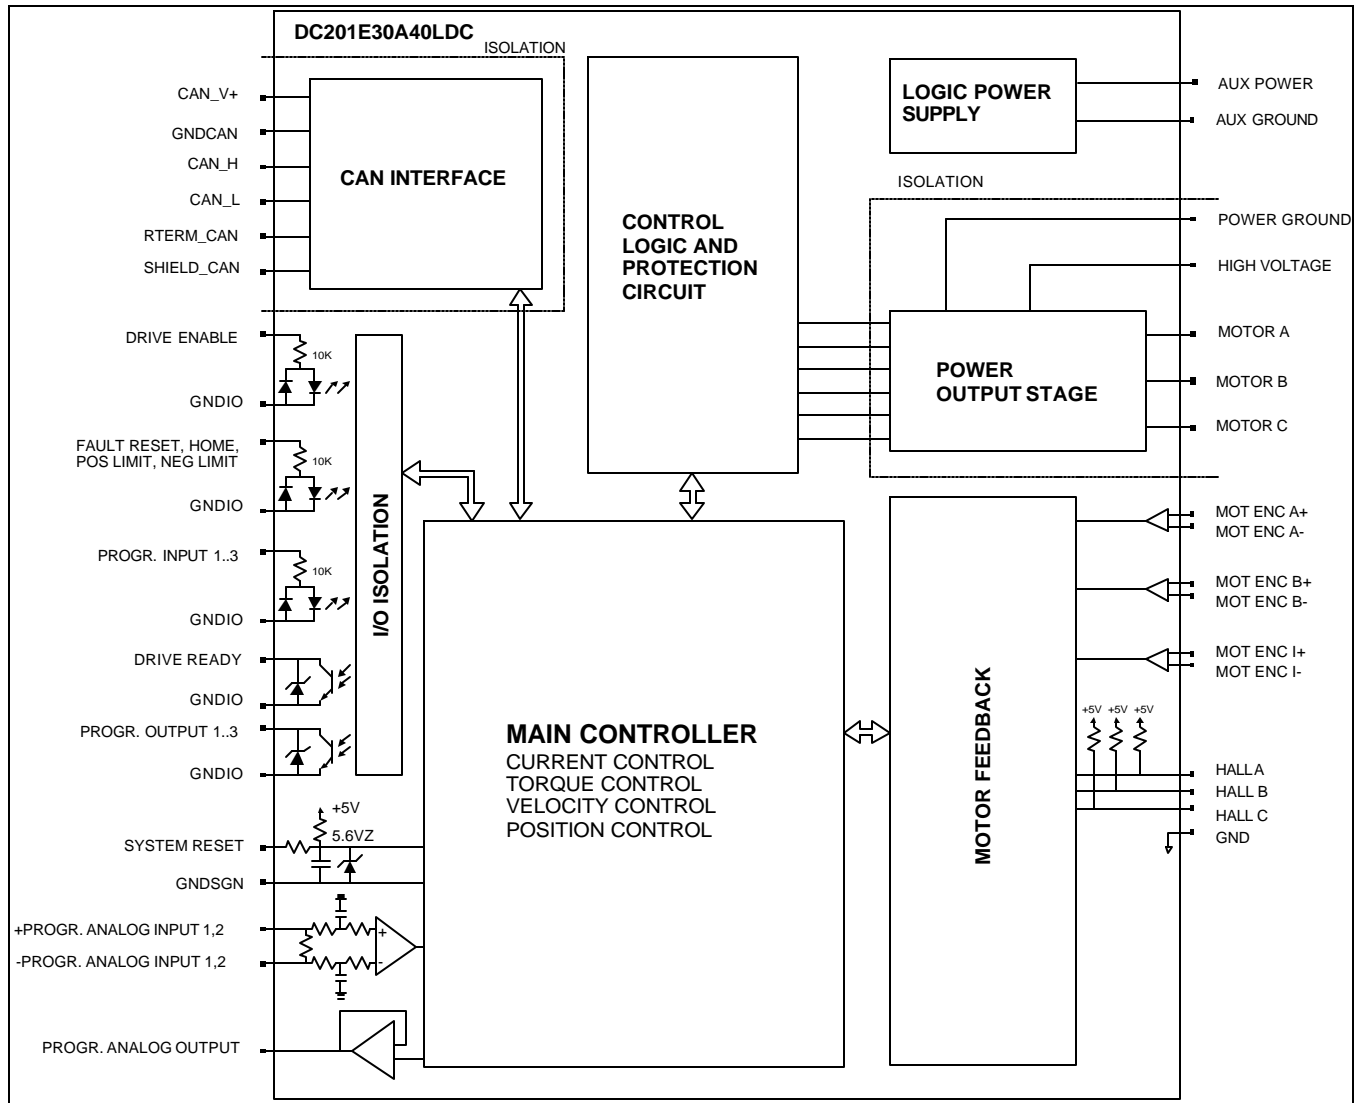 DC201E30A40LDC
ISOLATION
CAN_V+
GNDCAN
CAN_H
CAN_L
RTERM_CAN
SHIELD_CAN
CAN INTERFACE
CONTROL
LOGIC AND
PROTECTION
CIRCUIT
LOGIC POWER
SUPPLY
AUX POWER
AUX GROUND
ISOLATION
POWER GROUND
HIGH VOLTAGE
POWER
OUTPUT STAGE
MOTOR A
MOTOR B
MOTOR C
DRIVE ENABLE
10K
GNDIO
FAULT RESET, HOME,
POS LIMIT, NEG LIMIT
10K
GNDIO
PROGR. INPUT 1..3
10K
GNDIO
DRIVE READY
GNDIO
PROGR. OUTPUT 1..3
GNDIO
I/O ISOLATION
SYSTEM RESET
+5V
5.6VZ
GNDSGN
+PROGR. ANALOG INPUT 1,2
-PROGR. ANALOG INPUT 1,2
+
-
PROGR. ANALOG OUTPUT
MAIN CONTROLLER
CURRENT CONTROL
TORQUE CONTROL
VELOCITY CONTROL
POSITION CONTROL
MOTOR FEEDBACK
MOT ENC A+
MOT ENC A-
MOT ENC B+
MOT ENC B-
MOT ENC I+
MOT ENC I-
+5V +5V +5V
HALL A
HALL B
HALL C
GND